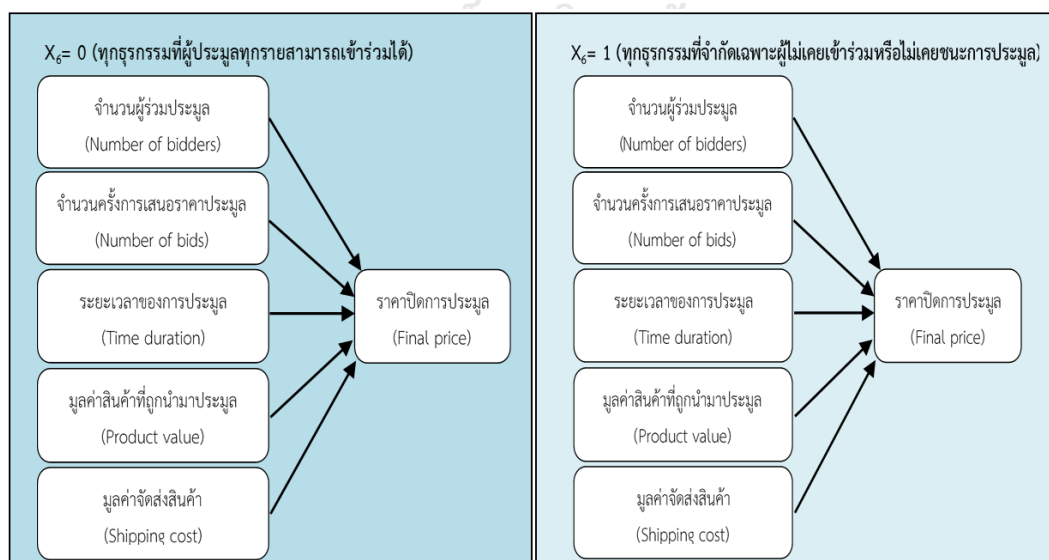 X₆= 0 (ทุกธุรกรรมที่ผู้ประมูลทุกรายสามารถเข้าร่วมได้)
จำนวนผู้ร่วมประมูล
(Number of bidders)
จำนวนครั้งการเสนอราคาประมูล
(Number of bids)
ระยะเวลาของการประมูล
(Time duration)
มูลค่าสินค้าที่ถูกนำมาประมูล
(Product value)
มูลค่าจัดส่งสินค้า
(Shipping cost)
ราคาปิดการประมูล
(Final price)
X₆= 1 (ทุกธุรกรรมที่จำกัดเฉพาะผู้ไม่เคยเข้าร่วมหรือไม่เคยชนะการประมูล)
จำนวนผู้ร่วมประมูล
(Number of bidders)
จำนวนครั้งการเสนอราคาประมูล
(Number of bids)
ระยะเวลาของการประมูล
(Time duration)
มูลค่าสินค้าที่ถูกนำมาประมูล
(Product value)
มูลค่าจัดส่งสินค้า
(Shipping cost)
ราคาปิดการประมูล
(Final price)